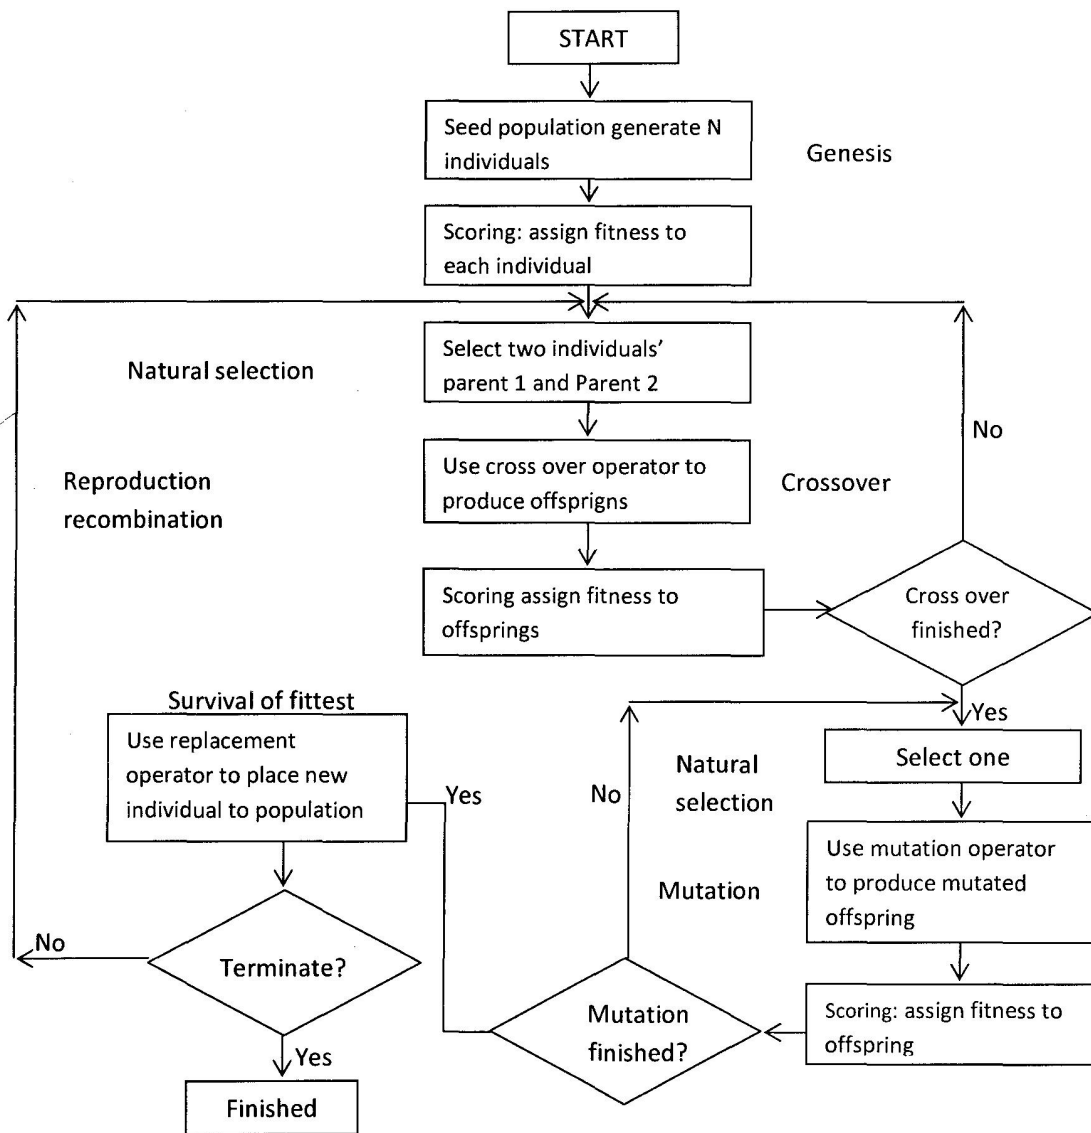 START
Seed population generate N
individuals
Genesis
Scoring: assign fitness to
each individual
Natural selection
Select two individuals’
parent 1 and Parent 2
No
Reproduction
recombination
Use cross over operator to
produce offsprigns
Crossover
Scoring assign fitness to
offsprings
Cross over
finished?
Survival of fittest
Use replacement
operator to place new
individual to population
Yes
No
Natural
selection
Yes
Select one
Mutation
Use mutation operator
to produce mutated
offspring
No
Terminate?
Mutation
finished?
Scoring: assign fitness to
offspring
Yes
Finished